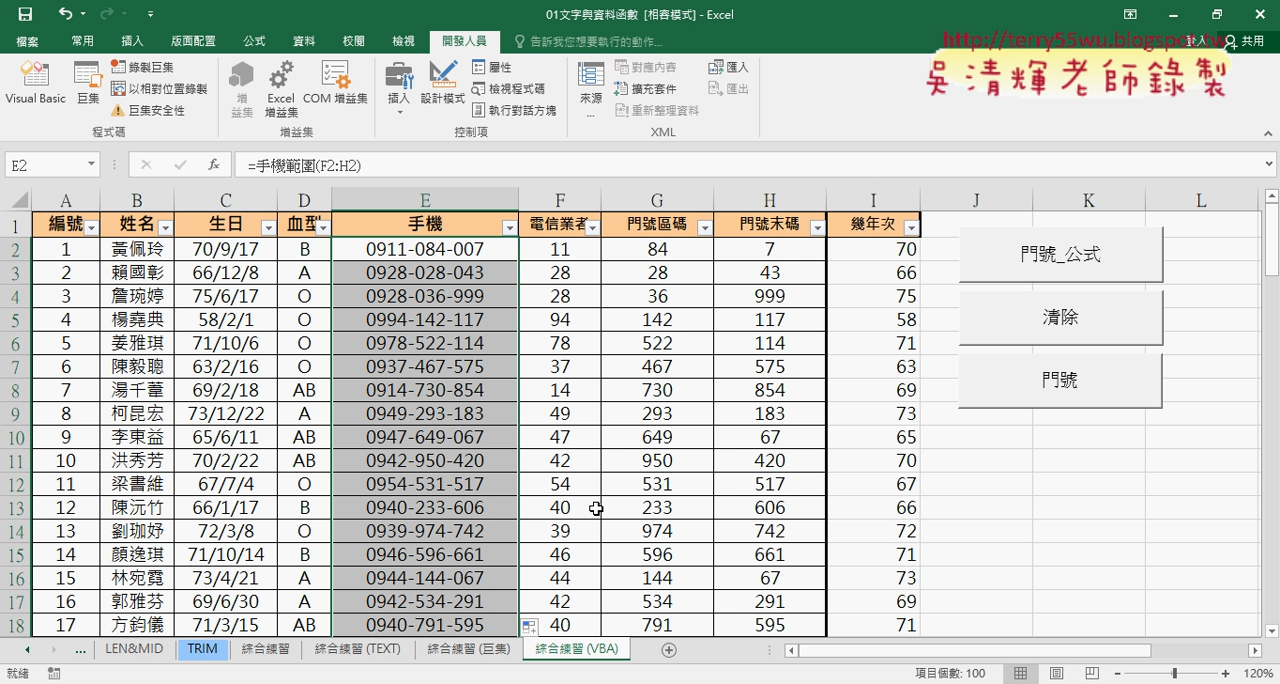 01文字與資料函數 [相容模式] - Excel
檔案 常用 插入 版面配置 公式 資料 校閱 檢視 開發人員 告訴我您想要執行的動作... 登入 共用
http://terry55wu.blogspot.tw
吳清輝老師錄製
Visual Basic 巨集 錄製巨集 以相對位置錄製 巨集安全性
增益集 Excel 增益集 COM 增益集
插入 設計模式 屬性 檢視程式碼 執行對話方塊
來源... 對應內容 擴充套件 重新整理資料 匯入 匯出
程式碼 增益集 控制項 XML
E2 fx =手機範圍(F2:H2)
A B C D E F G H I J K L
1 編號 姓名 生日 血型 手機 電信業者 門號區碼 門號末碼 幾年次
2 1 黃佩玲 70/9/17 B 0911-084-007 11 84 7 70
3 2 賴國彰 66/12/8 A 0928-028-043 28 28 43 66
4 3 詹琬婷 75/6/17 O 0928-036-999 28 36 999 75
5 4 楊堯典 58/2/1 O 0994-142-117 94 142 117 58
6 5 姜雅琪 71/10/6 O 0978-522-114 78 522 114 71
7 6 陳毅聰 63/2/16 O 0937-467-575 37 467 575 63
8 7 湯千葦 69/2/18 AB 0914-730-854 14 730 854 69
9 8 柯昆宏 73/12/22 A 0949-293-183 49 293 183 73
10 9 李東益 65/6/11 AB 0947-649-067 47 649 67 65
11 10 洪秀芳 70/2/22 AB 0942-950-420 42 950 420 70
12 11 梁書維 67/7/4 O 0954-531-517 54 531 517 67
13 12 陳沅竹 66/1/17 B 0940-233-606 40 233 606 66
14 13 劉珈妤 72/3/8 O 0939-974-742 39 974 742 72
15 14 顏逸琪 71/10/14 B 0946-596-661 46 596 661 71
16 15 林宛霓 73/4/21 A 0944-144-067 44 144 67 73
17 16 郭雅芬 69/6/30 A 0942-534-291 42 534 291 69
18 17 方鈞儀 71/3/15 AB 0940-791-595 40 791 595 71
門號_公式
清除
門號
... LEN&MID TRIM 綜合練習 綜合練習 (TEXT) 綜合練習 (巨集) 綜合練習 (VBA)
就緒 項目個數: 100 120%